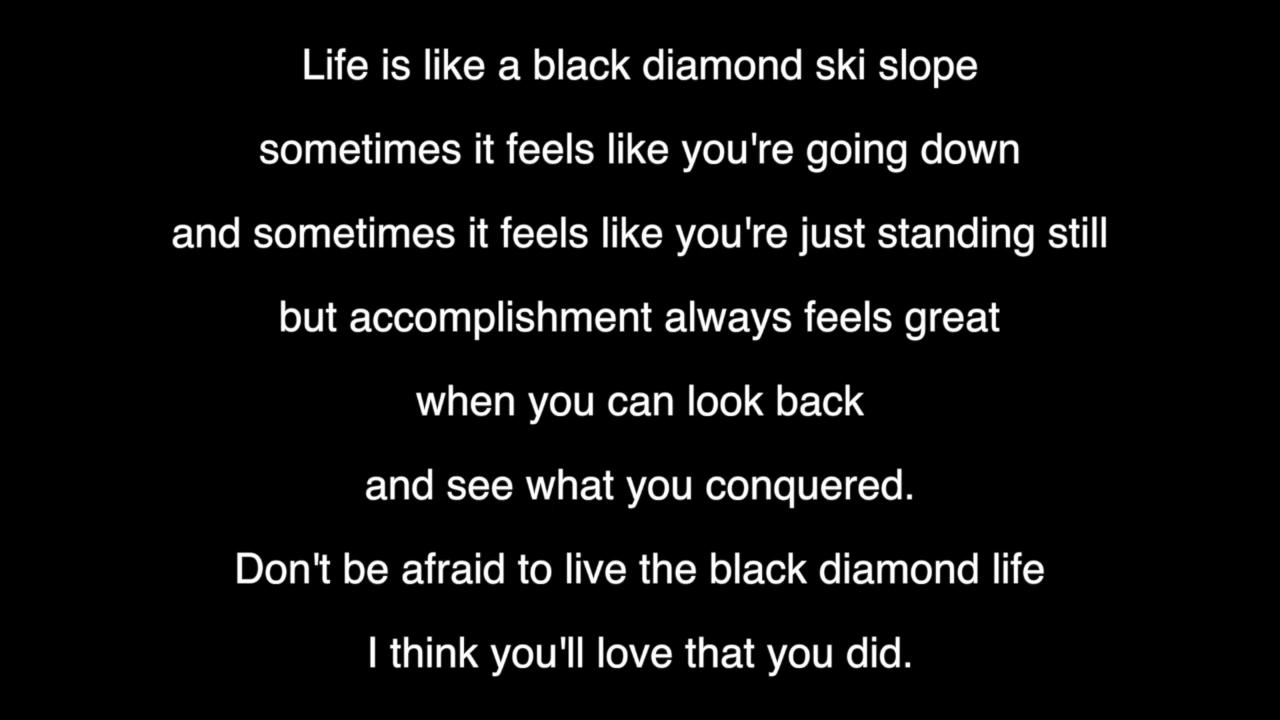 Life is like a black diamond ski slope
sometimes it feels like you're going down
and sometimes it feels like you're just standing still
but accomplishment always feels great
when you can look back
and see what you conquered.
Don't be afraid to live the black diamond life
I think you'll love that you did.